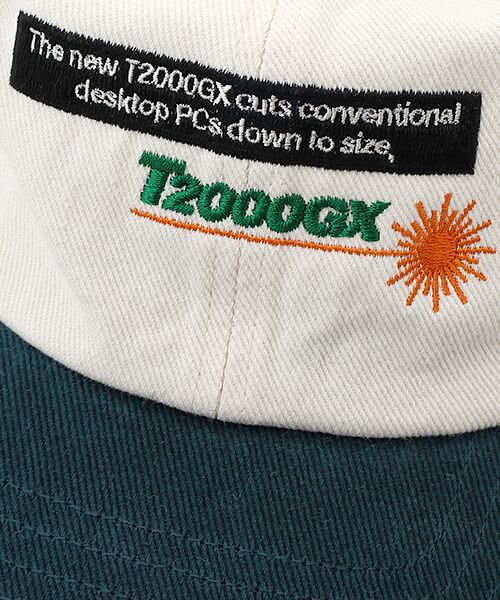 The new T2000GX cuts conventional
desktop PCs down to size,
T2000GX